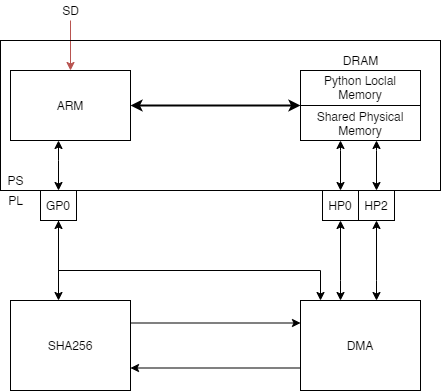 SD
DRAM
ARM
Python Loclal
Memory
Shared Physical
Memory
PS
PL
GP0
HP0
HP2
SHA256
DMA